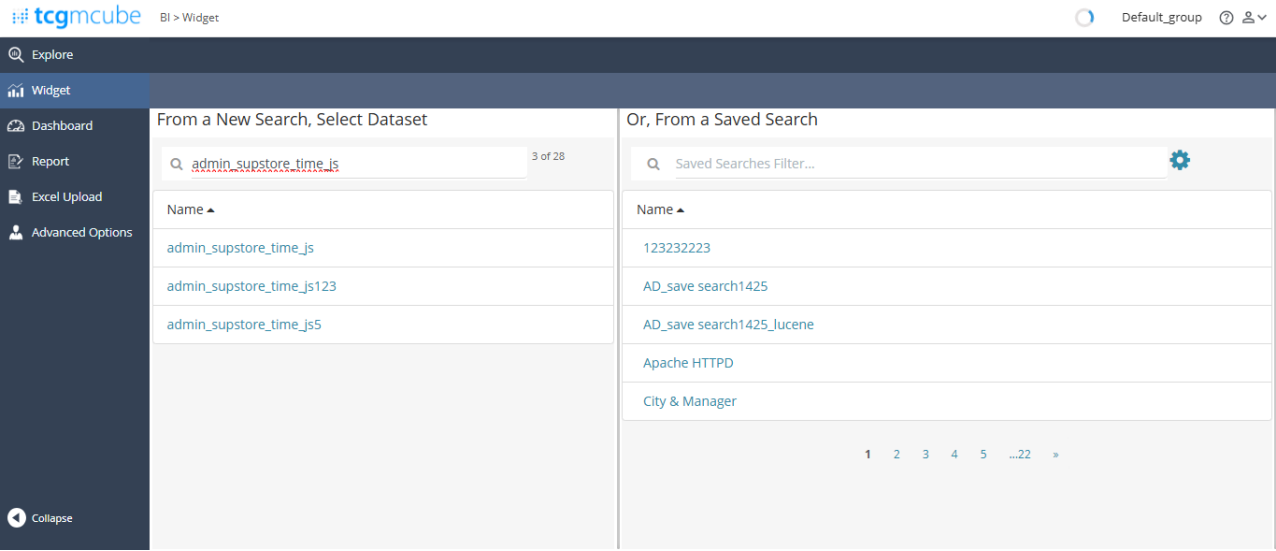 tcgmcube BI > Widget Default_group
Explore
Widget
Dashboard
Report
Excel Upload
Advanced Options
Collapse
From a New Search, Select Dataset
admin_supstore_time_js 3 of 28
Name
admin_supstore_time_js
admin_supstore_time_js123
admin_supstore_time_js5
Or, From a Saved Search
Saved Searches Filter...
Name
123232223
AD_save search1425
AD_save search1425_lucene
Apache HTTPD
City & Manager
1 2 3 4 5 ...22 »